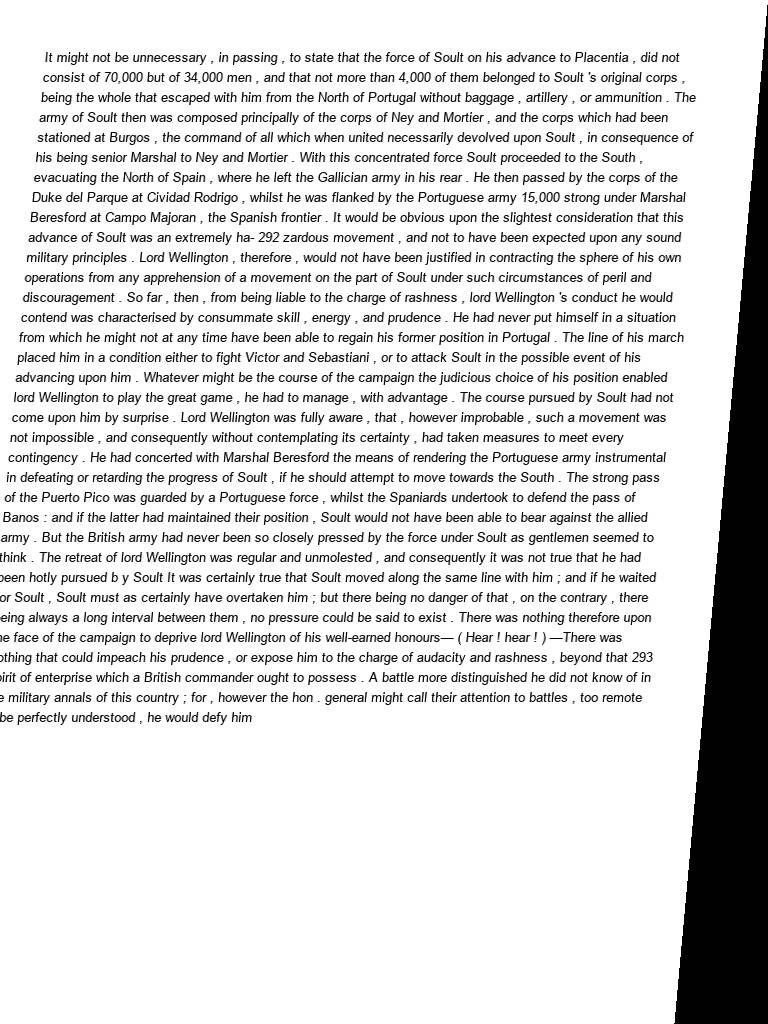 It might not be unnecessary , in passing , to state that the force of Soult on his advance to Placentia , did not
consist of 70,000 but of 34,000 men , and that not more than 4,000 of them belonged to Soult 's original corps ,
being the whole that escaped with him from the North of Portugal without baggage , artillery , or ammunition . The
army of Soult then was composed principally of the corps of Ney and Mortier , and the corps which had been
stationed at Burgos , the command of all which when united necessarily devolved upon Soult , in consequence of
his being senior Marshal to Ney and Mortier . With this concentrated force Soult proceeded to the South ,
evacuating the North of Spain , where he left the Gallician army in his rear . He then passed by the corps of the
Duke del Parque at Cividad Rodrigo , whilst he was flanked by the Portuguese army 15,000 strong under Marshal
Beresford at Campo Majoran , the Spanish frontier . It would be obvious upon the slightest consideration that this
advance of Soult was an extremely ha- 292 zardous movement , and not to have been expected upon any sound
military principles . Lord Wellington , therefore , would not have been justified in contracting the sphere of his own
operations from any apprehension of a movement on the part of Soult under such circumstances of peril and
discouragement . So far , then , from being liable to the charge of rashness , lord Wellington 's conduct he would
contend was characterised by consummate skill , energy , and prudence . He had never put himself in a situation
from which he might not at any time have been able to regain his former position in Portugal . The line of his march
placed him in a condition either to fight Victor and Sebastiani , or to attack Soult in the possible event of his
advancing upon him . Whatever might be the course of the campaign the judicious choice of his position enabled
lord Wellington to play the great game , he had to manage , with advantage . The course pursued by Soult had not
come upon him by surprise . Lord Wellington was fully aware , that , however improbable , such a movement was
not impossible , and consequently without contemplating its certainty , had taken measures to meet every
contingency . He had concerted with Marshal Beresford the means of rendering the Portuguese army instrumental
in defeating or retarding the progress of Soult , if he should attempt to move towards the South . The strong pass
of the Puerto Pico was guarded by a Portuguese force , whilst the Spaniards undertook to defend the pass of
Banos : and if the latter had maintained their position , Soult would not have been able to bear against the allied
army . But the British army had never been so closely pressed by the force under Soult as gentlemen seemed to
think . The retreat of lord Wellington was regular and unmolested , and consequently it was not true that he had
been hotly pursued b y Soult It was certainly true that Soult moved along the same line with him ; and if he waited
or Soult , Soult must as certainly have overtaken him ; but there being no danger of that , on the contrary , there
eing always a long interval between them , no pressure could be said to exist . There was nothing therefore upon
e face of the campaign to deprive lord Wellington of his well-earned honours— ( Hear ! hear ! ) —There was
othing that could impeach his prudence , or expose him to the charge of audacity and rashness , beyond that 293
irit of enterprise which a British commander ought to possess . A battle more distinguished he did not know of in
e military annals of this country ; for , however the hon . general might call their attention to battles , too remote
be perfectly understood , he would defy him